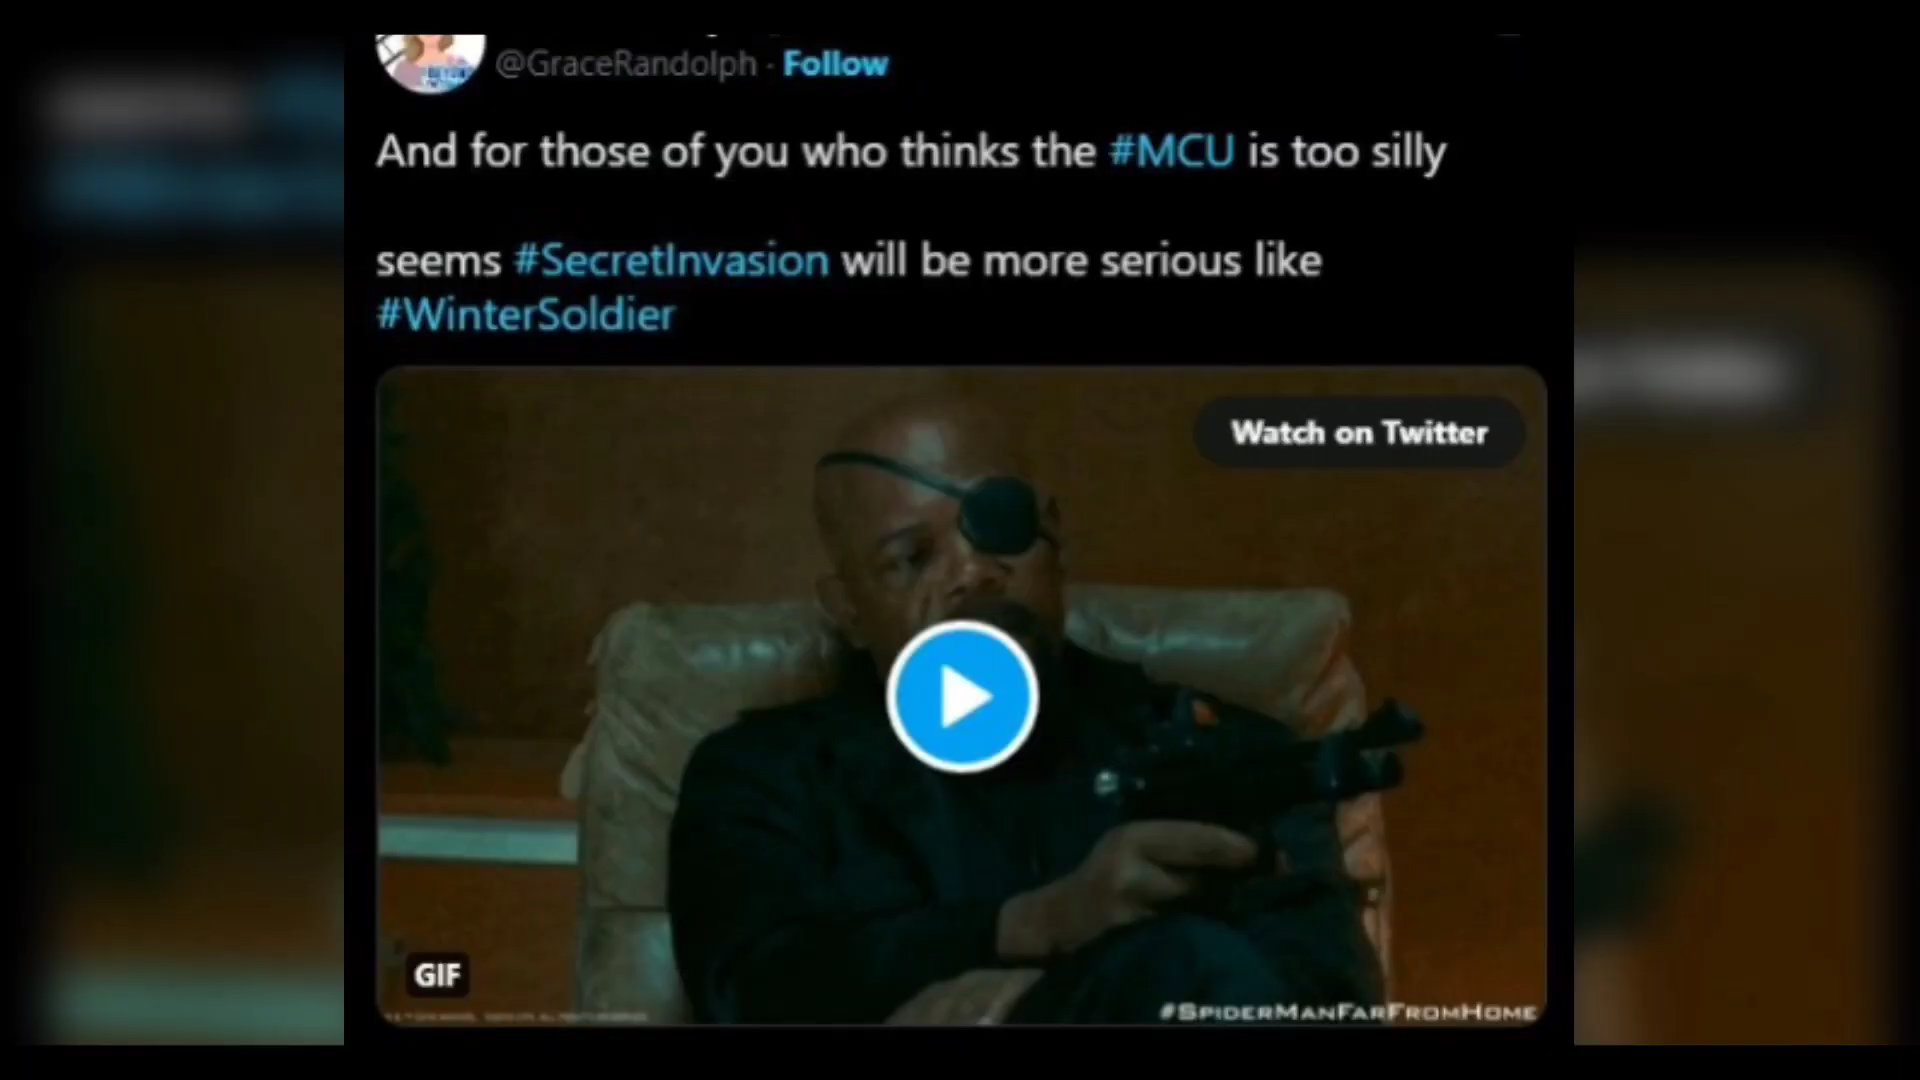 @GraceRandolph · Follow
And for those of you who thinks the #MCU is too silly
seems #SecretInvasion will be more serious like
#WinterSoldier
Watch on Twitter
GIF
#SPIDERMANFARFROMHOME